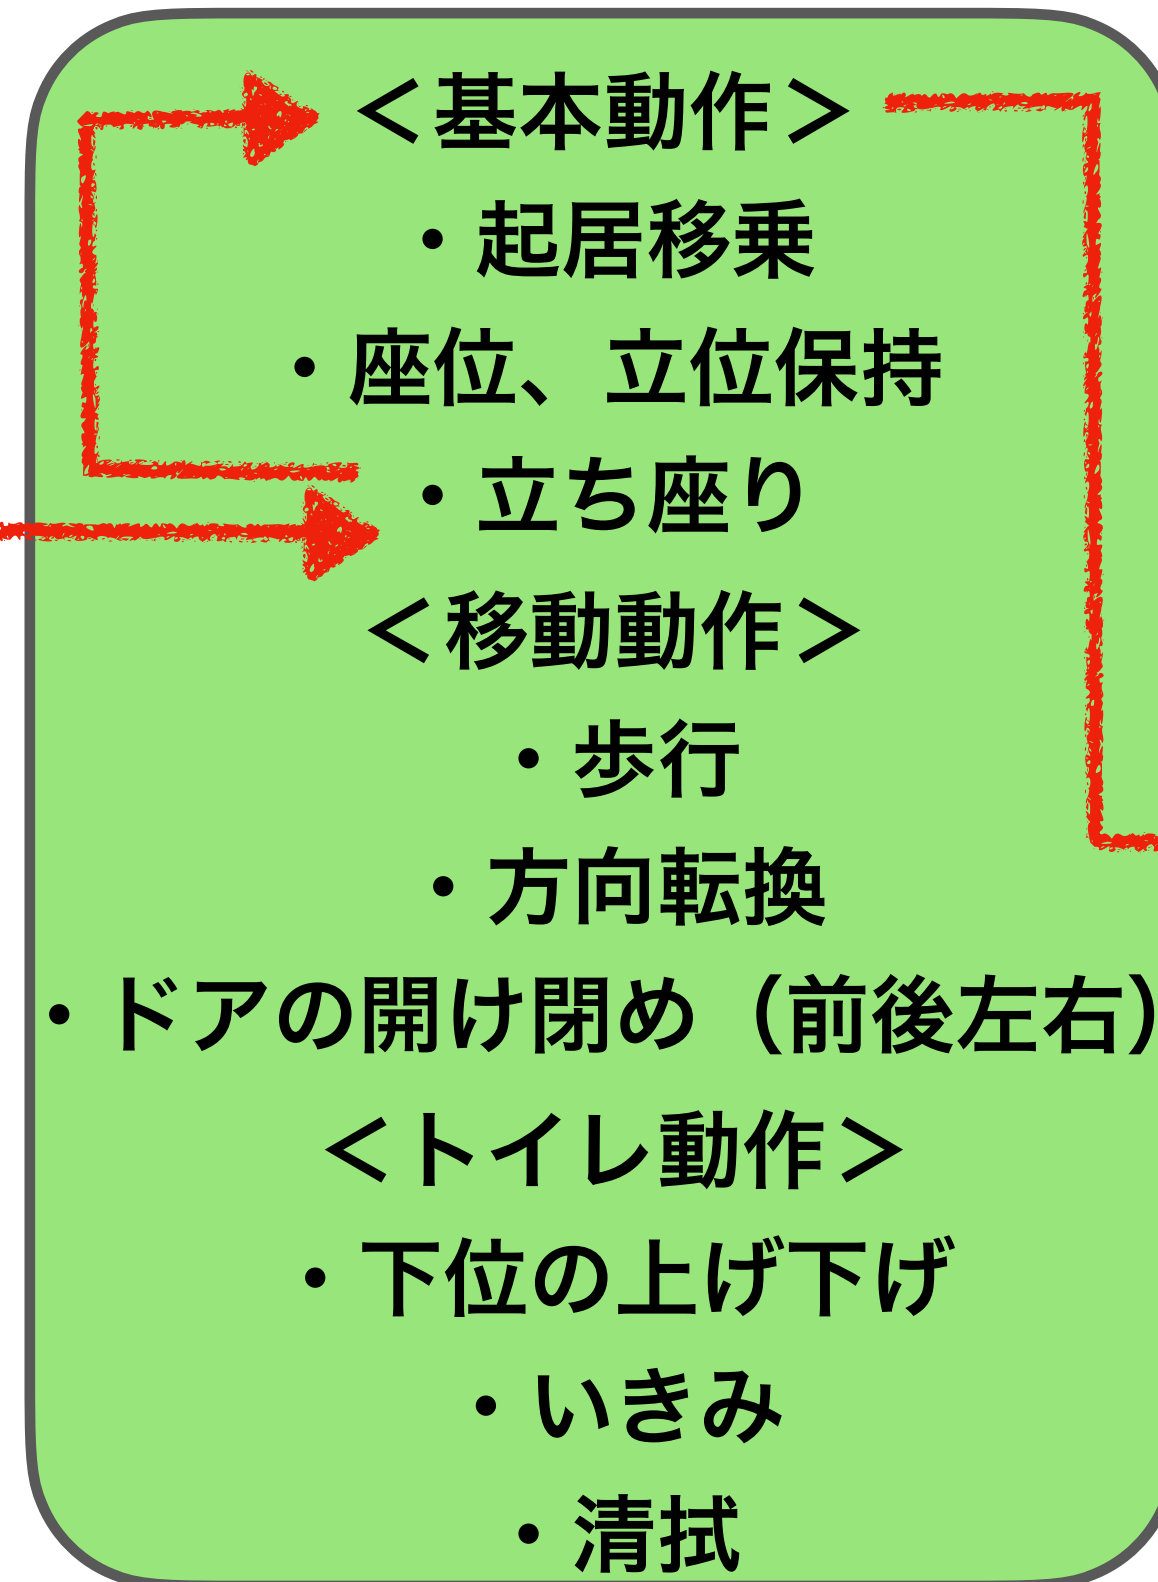 ＜基本動作＞
・起居移乗
・座位、立位保持
・立ち座り
＜移動動作＞
・歩行
・方向転換
・ドアの開け閉め（前後左右）
＜トイレ動作＞
・下位の上げ下げ
・いきみ
・清拭